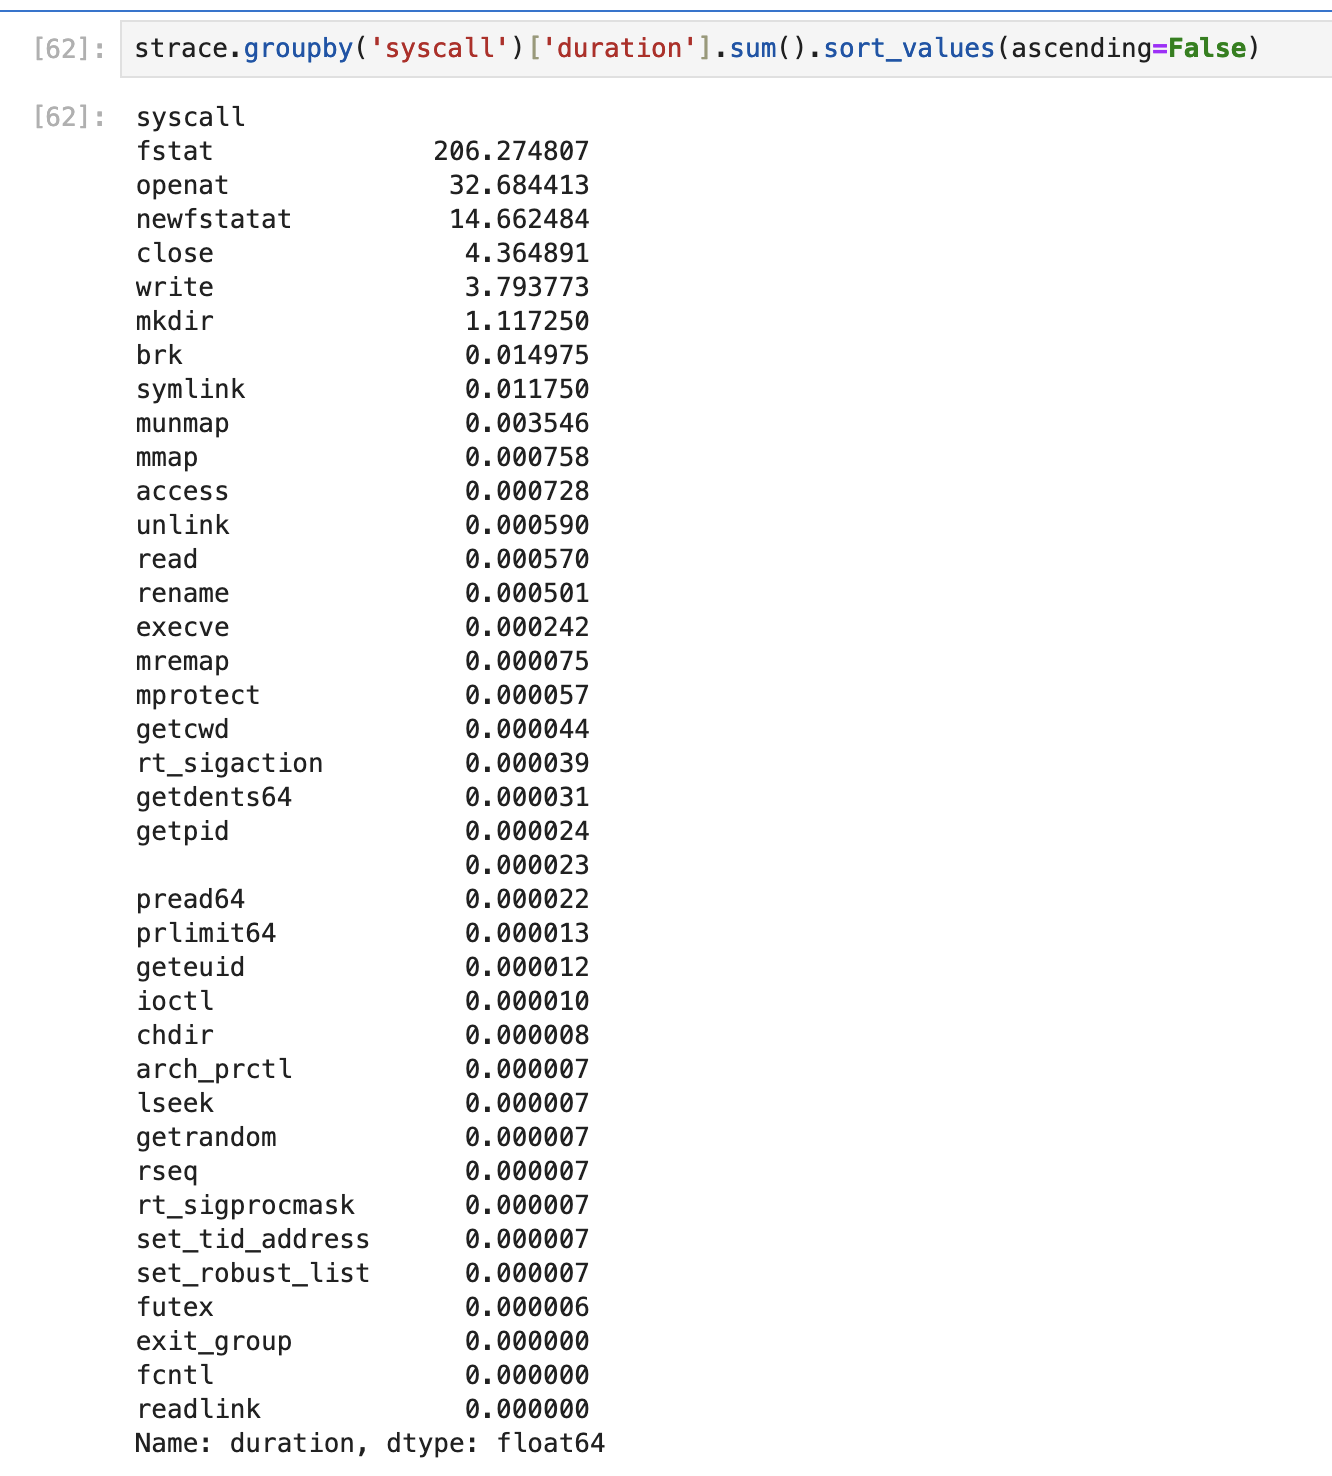 [62]: strace.groupby('syscall')['duration'].sum().sort_values(ascending=False)
[62]: syscall
fstat 206.274807
openat 32.684413
newfstatat 14.662484
close 4.364891
write 3.793773
mkdir 1.117250
brk 0.014975
symlink 0.011750
munmap 0.003546
mmap 0.000758
access 0.000728
unlink 0.000590
read 0.000570
rename 0.000501
execve 0.000242
mremap 0.000075
mprotect 0.000057
getcwd 0.000044
rt_sigaction 0.000039
getdents64 0.000031
getpid 0.000024
0.000023
pread64 0.000022
prlimit64 0.000013
geteuid 0.000012
ioctl 0.000010
chdir 0.000008
arch_prctl 0.000007
lseek 0.000007
getrandom 0.000007
rseq 0.000007
rt_sigprocmask 0.000007
set_tid_address 0.000007
set_robust_list 0.000007
futex 0.000006
exit_group 0.000000
fcntl 0.000000
readlink 0.000000
Name: duration, dtype: float64